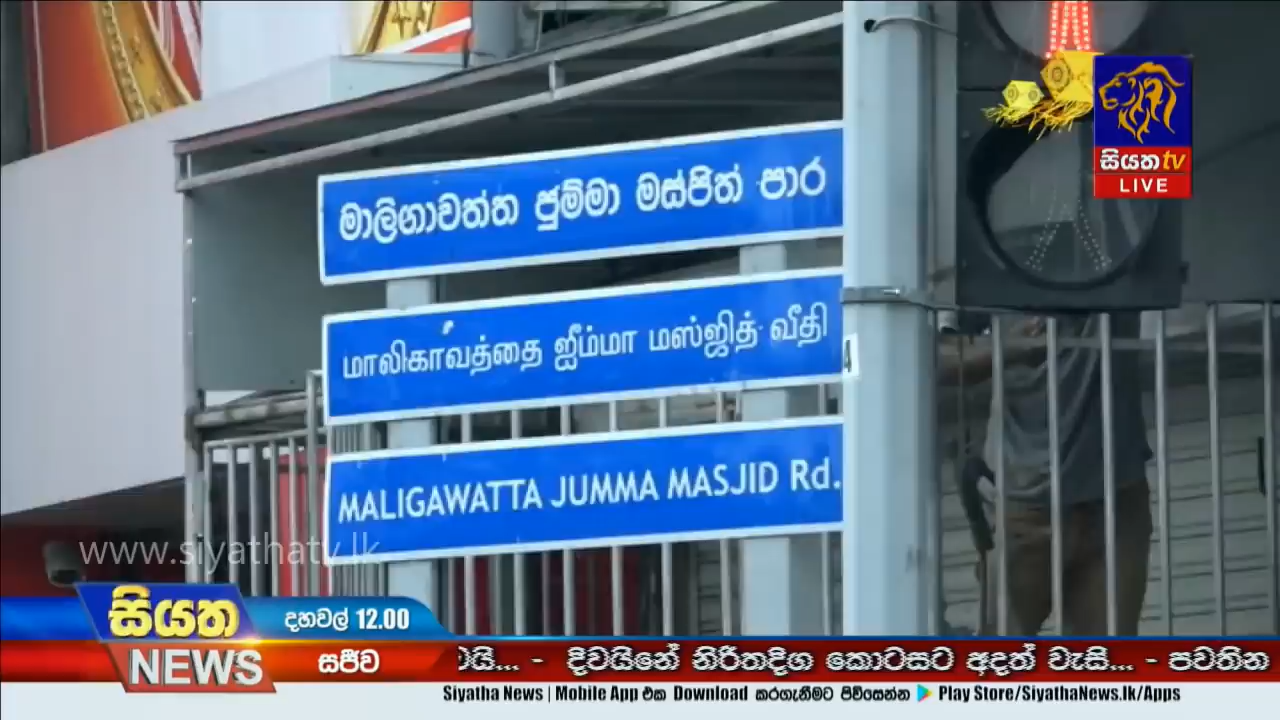 සියත tv
LIVE
මාලිගාවත්ත ජුම්මා මස්ජිත් පාර
மாலிகாவத்தை ஜீம்மா மஸ்ஜித் வீதி
4
MALIGAWATTA JUMMA MASJID Rd.
www.siyathatv.lk
සියත
NEWS
දහවල් 12.00
සජීව
... - දිවයිනේ නිරිතදිග කොටසට අදත් වැසි... - පවතින
Siyatha News | Mobile App එක Download කරගැනීමට පිවිසෙන්න Play Store/SiyathaNews.lk/Apps